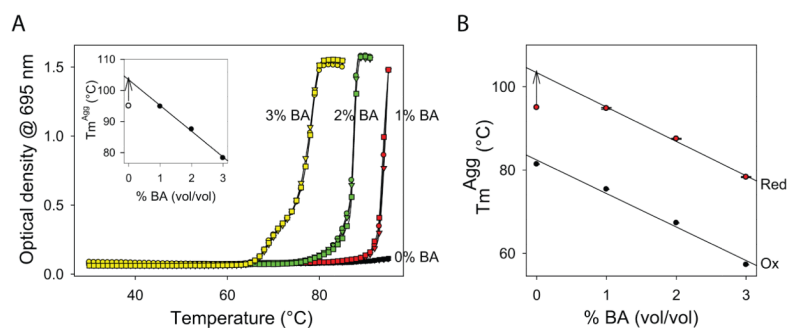 A
Optical density @ 695 nm
1.5
1.0
0.5
0.0
40
60
80
Temperature (°C)
3% BA
2% BA
1% BA
0% BA
Tm^Agg (°C)
110
100
90
80
0
1
2
3
% BA (vol/vol)
B
Tm^Agg (°C)
100
80
60
0
1
2
3
% BA (vol/vol)
Red
Ox